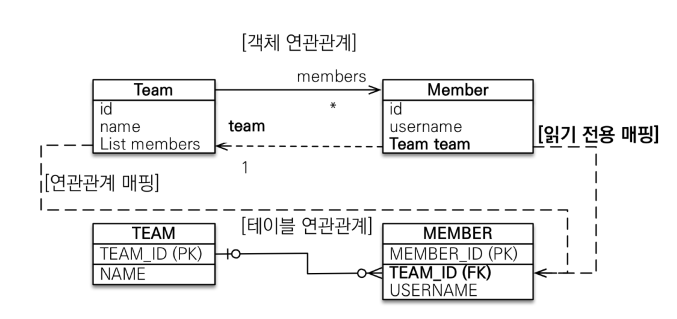 [객체 연관관계]
members
Team
id
name
List members
*
team
1
Member
id
username
Team team
[읽기 전용 매핑]
[연관관계 매핑]
[테이블 연관관계]
TEAM
TEAM_ID (PK)
NAME
MEMBER
MEMBER_ID (PK)
TEAM_ID (FK)
USERNAME